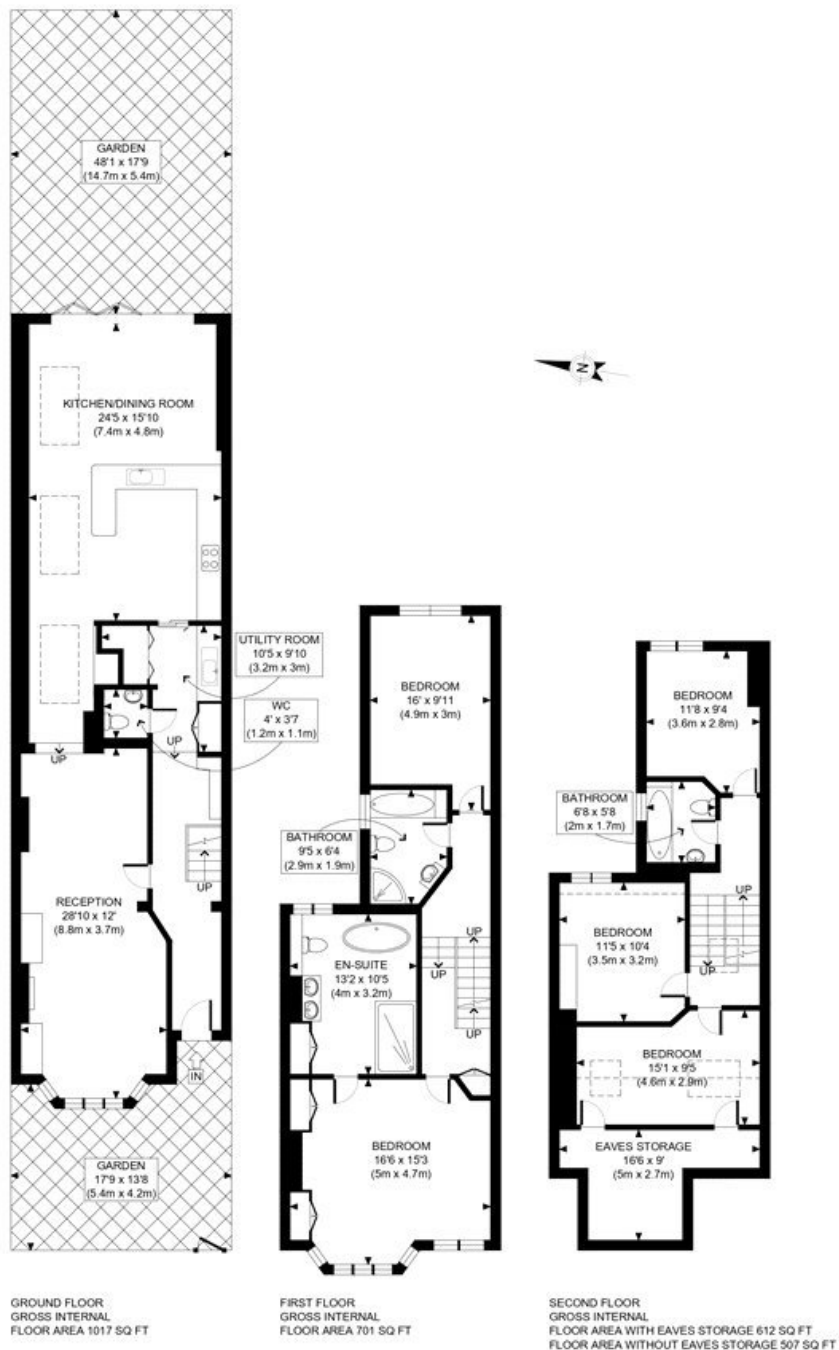 GARDEN
48'1 x 17'9
(14.7m x 5.4m)
N
KITCHEN/DINING ROOM
24'5 x 15'10
(7.4m x 4.8m)
UTILITY ROOM
10'5 x 9'10
(3.2m x 3m)
WC
4' x 3'7
(1.2m x 1.1m)
UP
UP
UP
RECEPTION
28'10 x 12'
(8.8m x 3.7m)
IN
GARDEN
17'9 x 13'8
(5.4m x 4.2m)
GROUND FLOOR
GROSS INTERNAL
FLOOR AREA 1017 SQ FT
BEDROOM
16' x 9'11
(4.9m x 3m)
BATHROOM
9'5 x 6'4
(2.9m x 1.9m)
EN-SUITE
13'2 x 10'5
(4m x 3.2m)
UP
UP
UP
BEDROOM
16'6 x 15'3
(5m x 4.7m)
FIRST FLOOR
GROSS INTERNAL
FLOOR AREA 701 SQ FT
BEDROOM
11'8 x 9'4
(3.6m x 2.8m)
BATHROOM
6'8 x 5'8
(2m x 1.7m)
UP
UP
BEDROOM
11'5 x 10'4
(3.5m x 3.2m)
BEDROOM
15'1 x 9'5
(4.6m x 2.9m)
EAVES STORAGE
16'6 x 9'
(5m x 2.7m)
SECOND FLOOR
GROSS INTERNAL
FLOOR AREA WITH EAVES STORAGE 612 SQ FT
FLOOR AREA WITHOUT EAVES STORAGE 507 SQ FT